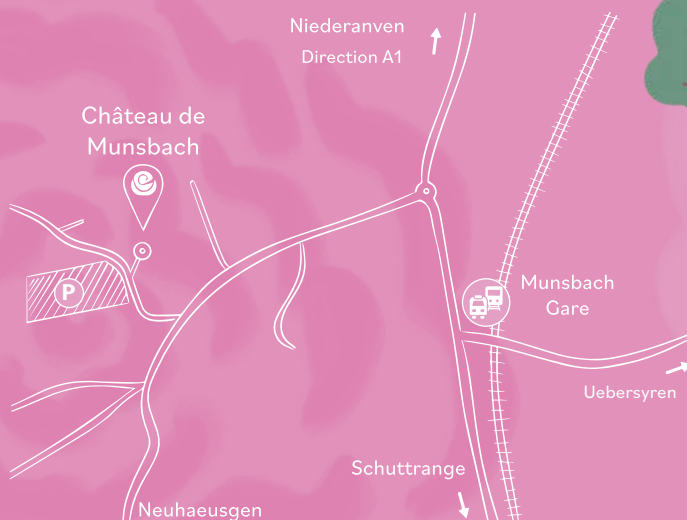 Niederanven
Direction A1
Château de
Munsbach
P
Munsbach
Gare
Uebersyren
Schuttrange
Neuhaeusgen